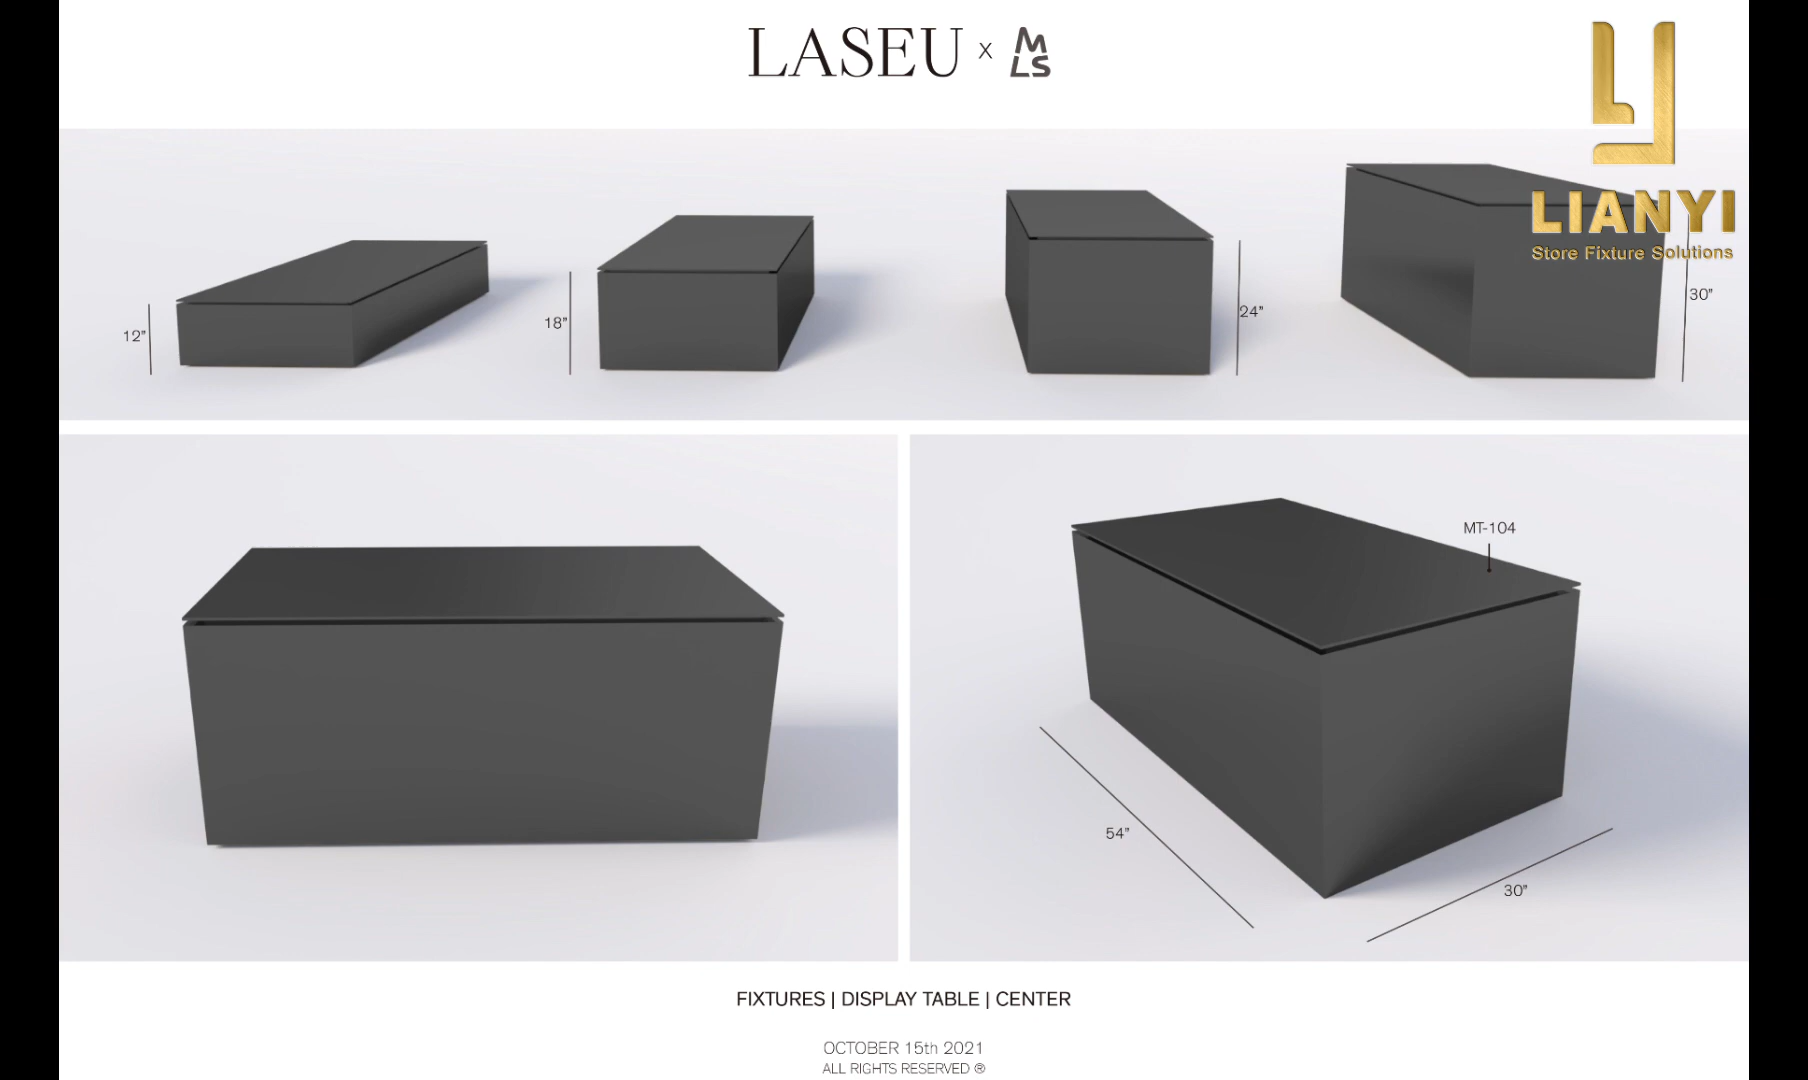 LASEU x MLS
LIANYI
Store Fixture Solutions
12”
18”
24”
30”
MT-104
54”
30”
FIXTURES | DISPLAY TABLE | CENTER
OCTOBER 15th 2021
ALL RIGHTS RESERVED ®